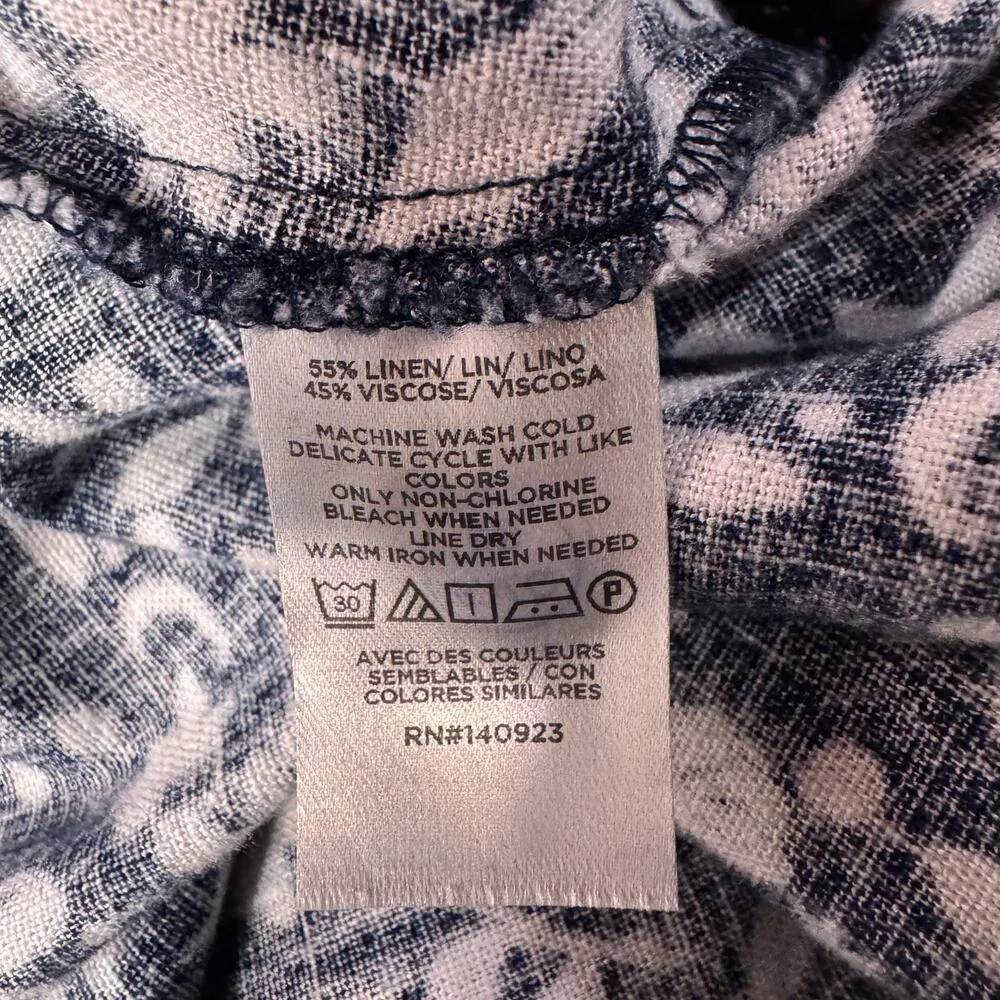 55% LINEN/ LIN/ LINO
45% VISCOSE/ VISCOSA
MACHINE WASH COLD
DELICATE CYCLE WITH LIKE
COLORS
ONLY NON-CHLORINE
BLEACH WHEN NEEDED
LINE DRY
WARM IRON WHEN NEEDED
30 P
AVEC DES COULEURS
SEMBLABLES / CON
COLORES SIMILARES
RN#140923